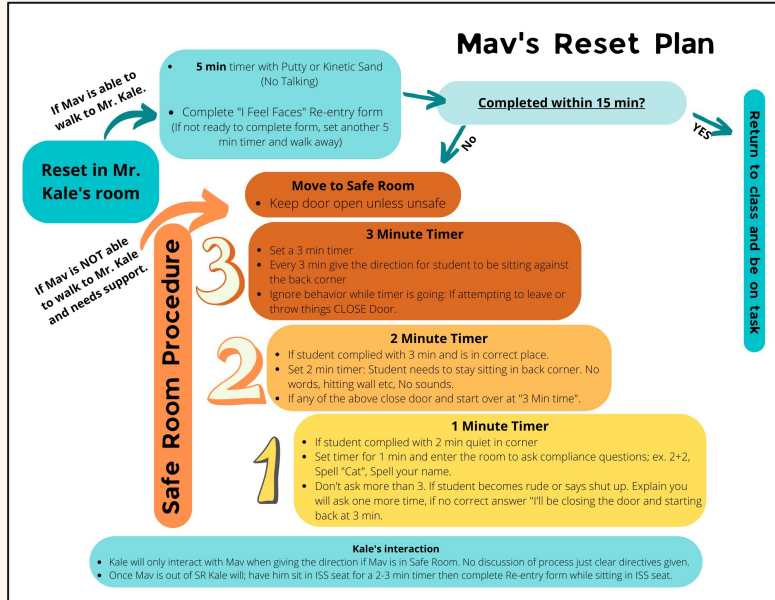 Mav's Reset Plan
If Mav is able to
walk to Mr. Kale.
• 5 min timer with Putty or Kinetic Sand
(No Talking)
• Complete "I Feel Faces" Re-entry form
(If not ready to complete form, set another 5
min timer and walk away)
Completed within 15 min?
No
YES
Return to class and be on task
Reset in Mr.
Kale's room
If Mav is NOT able
to walk to Mr. Kale
and needs support.
Safe Room Procedure
Move to Safe Room
• Keep door open unless unsafe
3
3 Minute Timer
• Set a 3 min timer
• Every 3 min give the direction for student to be sitting against
the back corner
• Ignore behavior while timer is going: If attempting to leave or
throw things CLOSE Door.
2
2 Minute Timer
• If student complied with 3 min and is in correct place.
• Set 2 min timer: Student needs to stay sitting in back corner. No
words, hitting wall etc, No sounds.
• If any of the above close door and start over at "3 Min time".
1
1 Minute Timer
• If student complied with 2 min quiet in corner
• Set timer for 1 min and enter the room to ask compliance questions; ex. 2+2,
Spell "Cat", Spell your name.
• Don't ask more than 3. If student becomes rude or says shut up. Explain you
will ask one more time, if no correct answer "I'll be closing the door and starting
back at 3 min.
Kale's interaction
• Kale will only interact with Mav when giving the direction if Mav is in Safe Room. No discussion of process just clear directives given.
• Once Mav is out of SR Kale will; have him sit in ISS seat for a 2-3 min timer then complete Re-entry form while sitting in ISS seat.